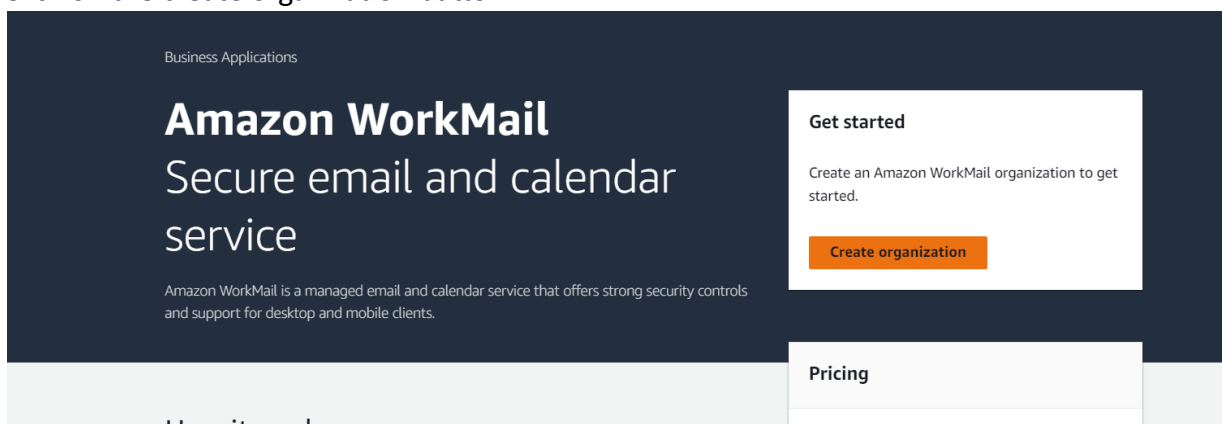 Business Applications
Amazon WorkMail
Secure email and calendar
service
Amazon WorkMail is a managed email and calendar service that offers strong security controls
and support for desktop and mobile clients.
Get started
Create an Amazon WorkMail organization to get
started.
Create organization
Pricing